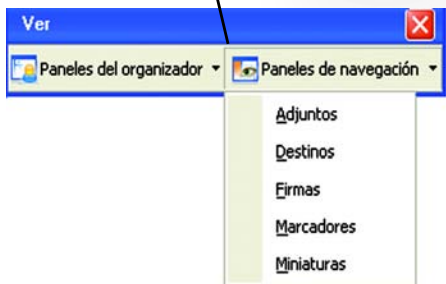 Ver
Paneles del organizador Paneles de navegación
Adjuntos
Destinos
Firmas
Marcadores
Miniaturas